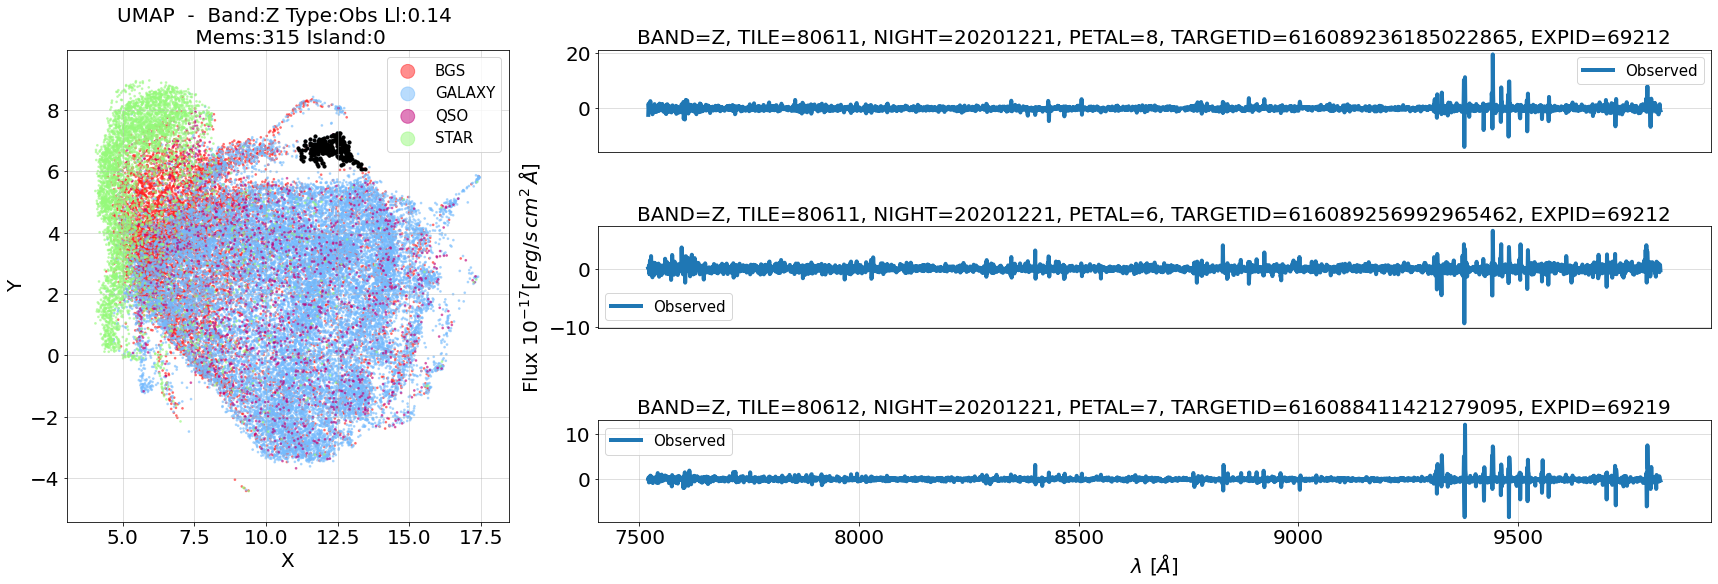 UMAP - Band:Z Type:Obs Ll:0.14
Mems:315 Island:0
BGS
GALAXY
QSO
STAR
8
6
4
2
0
−2
−4
Y
5.0 7.5 10.0 12.5 15.0 17.5
X
Flux 10⁻¹⁷[erg/s cm² Å]
BAND=Z, TILE=80611, NIGHT=20201221, PETAL=8, TARGETID=616089236185022865, EXPID=69212
20
0
Observed
BAND=Z, TILE=80611, NIGHT=20201221, PETAL=6, TARGETID=616089256992965462, EXPID=69212
0
−10
Observed
BAND=Z, TILE=80612, NIGHT=20201221, PETAL=7, TARGETID=616088411421279095, EXPID=69219
10
0
Observed
7500 8000 8500 9000 9500
λ [Å]